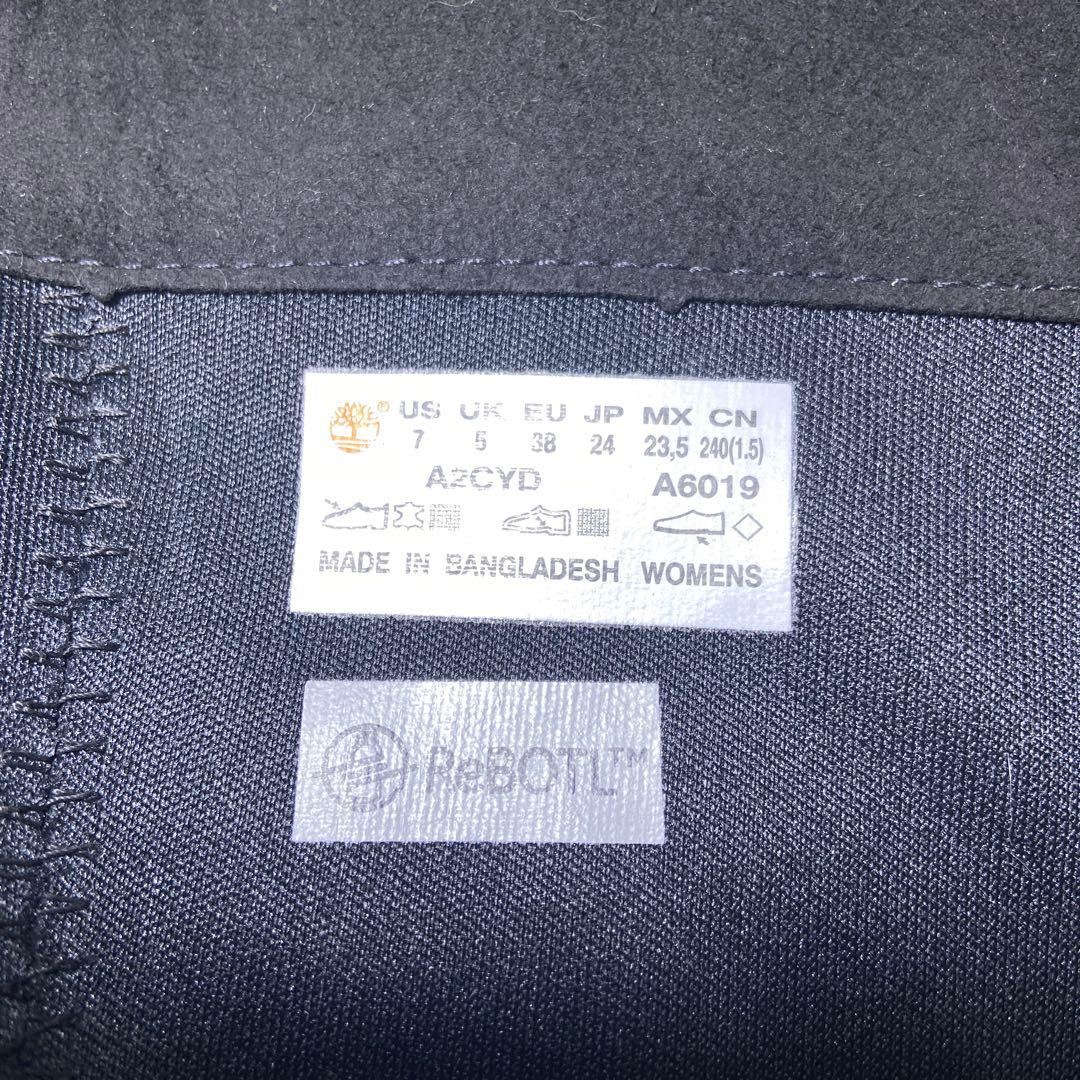 ® US UK EU JP MX CN
7 5 38 24 23,5 240(1.5)
A2CYD A6019
MADE IN BANGLADESH WOMENS
ReBOTL™